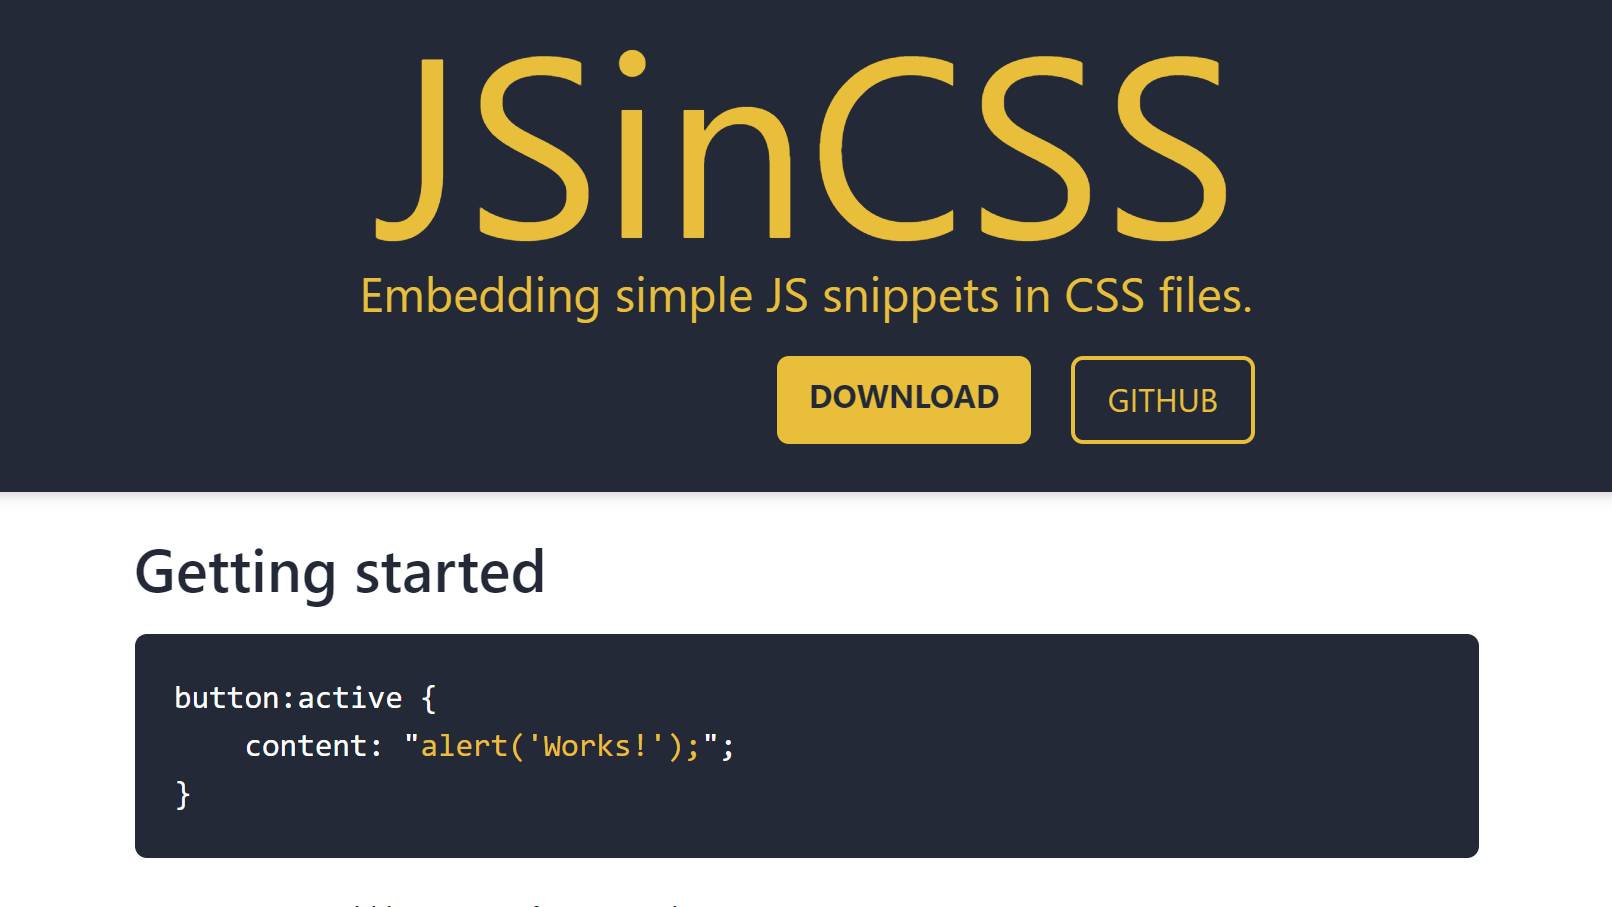 JSinCSS
Embedding simple JS snippets in CSS files.
DOWNLOAD GITHUB
Getting started
button:active {
    content: "alert('Works!');";
}